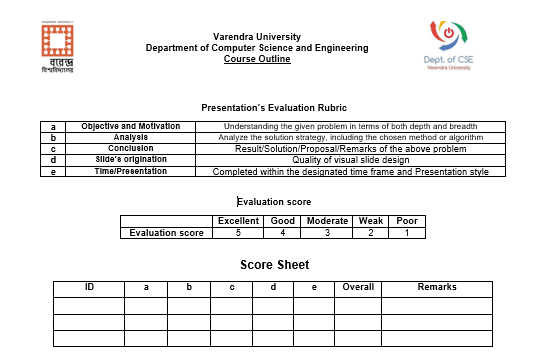 Varendra University
Department of Computer Science and Engineering
Course Outline
বরেন্দ্র
বিশ্ববিদ্যালয়
Dept. of CSE
Varendra University
Presentation's Evaluation Rubric
a Objective and Motivation Understanding the given problem in terms of both depth and breadth
b Analysis Analyze the solution strategy, including the chosen method or algorithm
c Conclusion Result/Solution/Proposal/Remarks of the above problem
d Slide's origination Quality of visual slide design
e Time/Presentation Completed within the designated time frame and Presentation style
Evaluation score
Excellent Good Moderate Weak Poor
Evaluation score 5 4 3 2 1
Score Sheet
ID a b c d e Overall Remarks